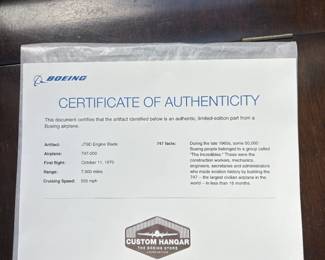 BOEING
CERTIFICATE OF AUTHENTICITY
This document certifies that the artifact identified below is an authentic, limited-edition part from a
Boeing airplane.
Artifact: JT9D Engine Blade
Airplane: 747-200
First flight: October 11, 1970
Range: 7,900 miles
Cruising Speed: 555 mph
747 facts: During the late 1960s, some 50,000
Boeing people belonged to a group called
"The Incredibles." These were the
construction workers, mechanics,
engineers, secretaries and administrators
who made aviation history by building the
747 – the largest civilian airplane in the
world – in less than 16 months.
CUSTOM HANGAR
THE BOEING STORE